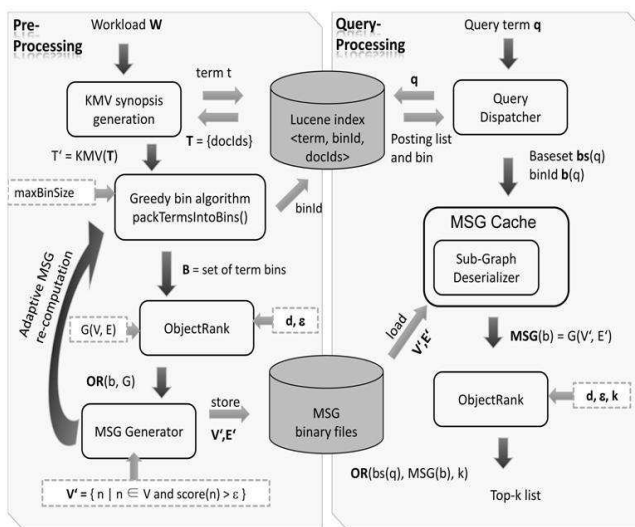 Pre-
Processing
Workload W
KMV synopsis
generation
term t
T = {docIds}
T' = KMV(T)
maxBinSize
Greedy bin algorithm
packTermsIntoBins()
binId
Adaptive MSG
re-computation
B = set of term bins
G(V, E)
ObjectRank
d, ε
OR(b, G)
MSG Generator
store
V',E'
V' = { n | n ∈ V and score(n) > ε }
Lucene index
<term, binId,
docIds>
MSG
binary files
Query-
Processing
Query term q
q
Query
Dispatcher
Posting list
and bin
Baseset bs(q)
binId b(q)
MSG Cache
Sub-Graph
Deserializer
load
V',E'
MSG(b) = G(V', E')
ObjectRank
d, ε, k
OR(bs(q), MSG(b), k)
Top-k list